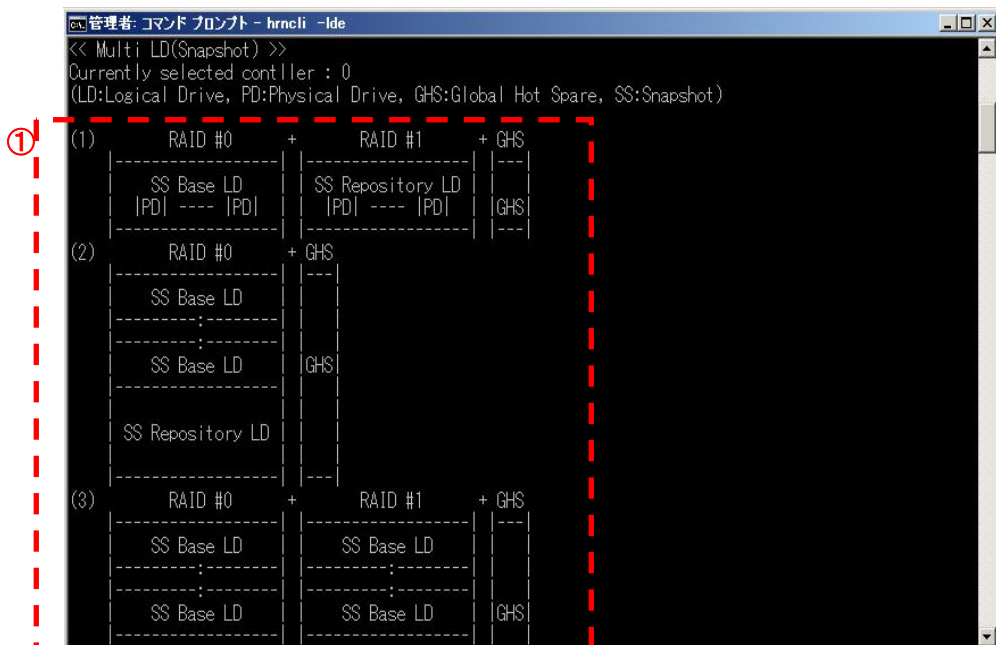 管理者: コマンド プロンプト - hrncli -lde
<< Multi LD(Snapshot) >>
Currently selected contller : 0
(LD:Logical Drive, PD:Physical Drive, GHS:Global Hot Spare, SS:Snapshot)
①
(1) RAID #0 + RAID #1 + GHS
|-----------------| |-----------------| |---|
| SS Base LD | | SS Repository LD | | |
| |PD| ---- |PD| | | |PD| ---- |PD| | |GHS|
|-----------------| |-----------------| |---|
(2) RAID #0 + GHS
|-----------------| |---|
| SS Base LD | | |
|---------:-------| | |
|---------:-------| | |
| SS Base LD | |GHS|
|-----------------| | |
| SS Repository LD | | |
|-----------------| |---|
(3) RAID #0 + RAID #1 + GHS
|-----------------| |-----------------| |---|
| SS Base LD | | SS Base LD | | |
|---------:-------| |---------:-------| | |
|---------:-------| |---------:-------| | |
| SS Base LD | | SS Base LD | |GHS|
|-----------------| |-----------------| | |